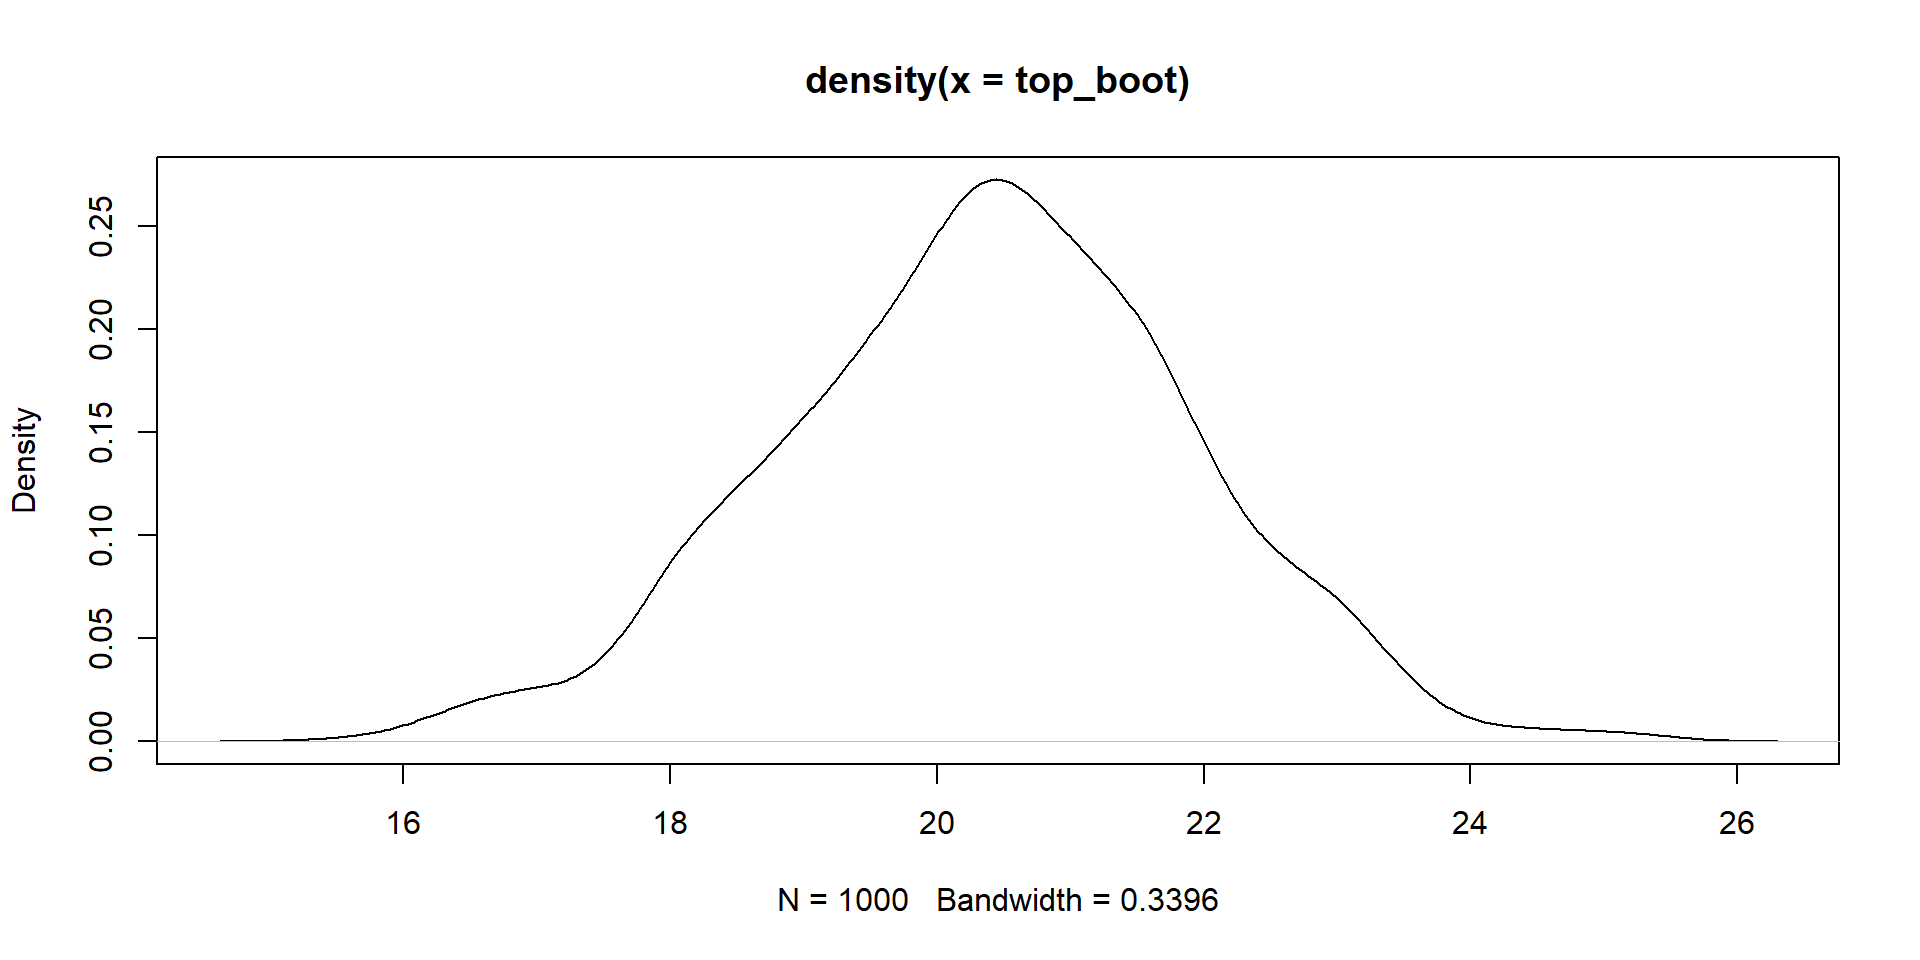 density(x = top_boot)
Density
0.25
0.20
0.15
0.10
0.05
0.00
16 18 20 22 24 26
N = 1000 Bandwidth = 0.3396